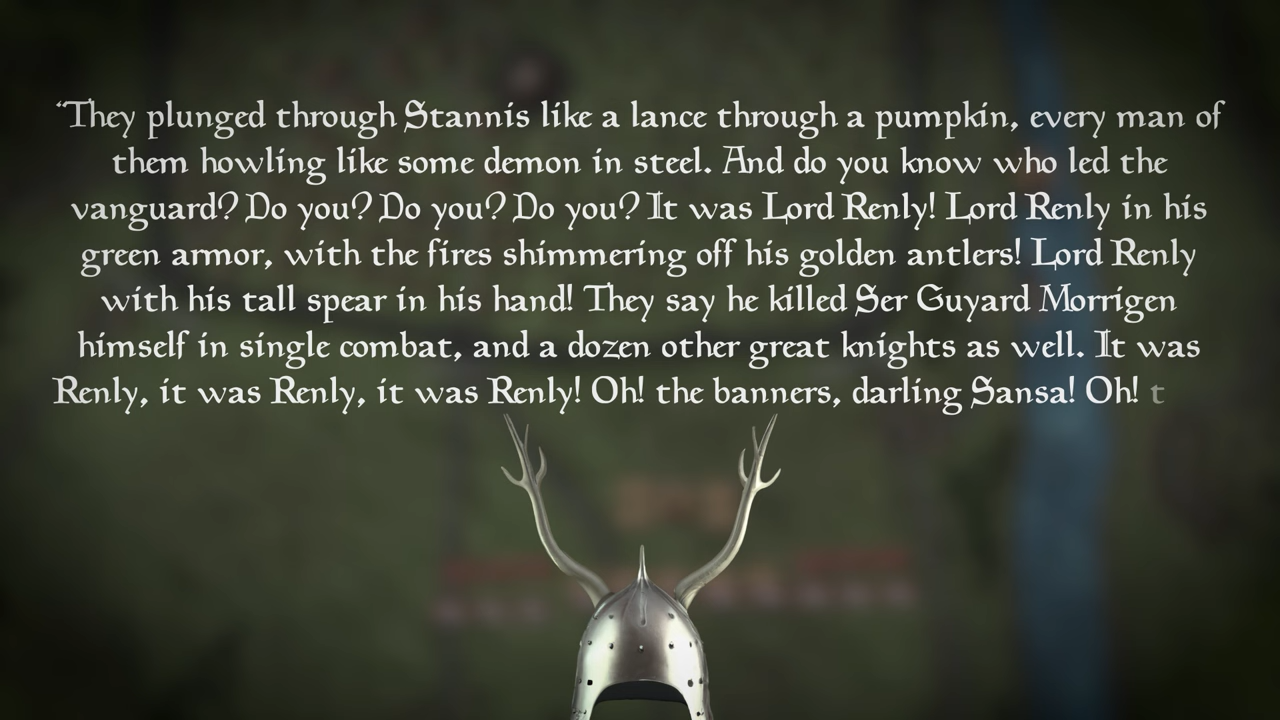 “They plunged through Stannis like a lance through a pumpkin, every man of
them howling like some demon in steel. And do you know who led the
vanguard? Do you? Do you? Do you? It was Lord Renly! Lord Renly in his
green armor, with the fires shimmering off his golden antlers! Lord Renly
with his tall spear in his hand! They say he killed Ser Guyard Morrigen
himself in single combat, and a dozen other great knights as well. It was
Renly, it was Renly, it was Renly! Oh! the banners, darling Sansa! Oh! t